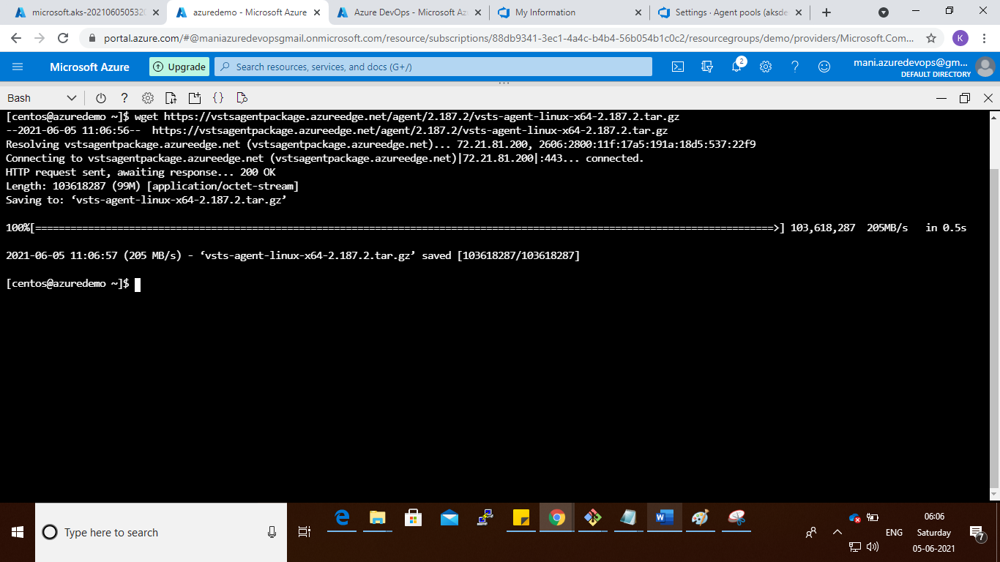 microsoft.aks-2021060505320
azuredemo - Microsoft Azure
Azure DevOps - Microsoft Az
My Information
Settings · Agent pools (aksde
portal.azure.com/#@maniazuredevopsgmail.onmicrosoft.com/resource/subscriptions/88db9341-3ec1-4a4c-b4b4-56b054b1c0c2/resourcegroups/demo/providers/Microsoft.Com...
K
Microsoft Azure
Upgrade
Search resources, services, and docs (G+/)
2
mani.azuredevops@gm...
DEFAULT DIRECTORY
Bash
[centos@azuredemo ~]$ wget https://vstsagentpackage.azureedge.net/agent/2.187.2/vsts-agent-linux-x64-2.187.2.tar.gz
--2021-06-05 11:06:56--  https://vstsagentpackage.azureedge.net/agent/2.187.2/vsts-agent-linux-x64-2.187.2.tar.gz
Resolving vstsagentpackage.azureedge.net (vstsagentpackage.azureedge.net)... 72.21.81.200, 2606:2800:11f:17a5:191a:18d5:537:22f9
Connecting to vstsagentpackage.azureedge.net (vstsagentpackage.azureedge.net)|72.21.81.200|:443... connected.
HTTP request sent, awaiting response... 200 OK
Length: 103618287 (99M) [application/octet-stream]
Saving to: ‘vsts-agent-linux-x64-2.187.2.tar.gz’
100%[==============================================================================================================================>] 103,618,287  205MB/s   in 0.5s
2021-06-05 11:06:57 (205 MB/s) - ‘vsts-agent-linux-x64-2.187.2.tar.gz’ saved [103618287/103618287]
[centos@azuredemo ~]$
Type here to search
ENG
06:06
Saturday
05-06-2021
7